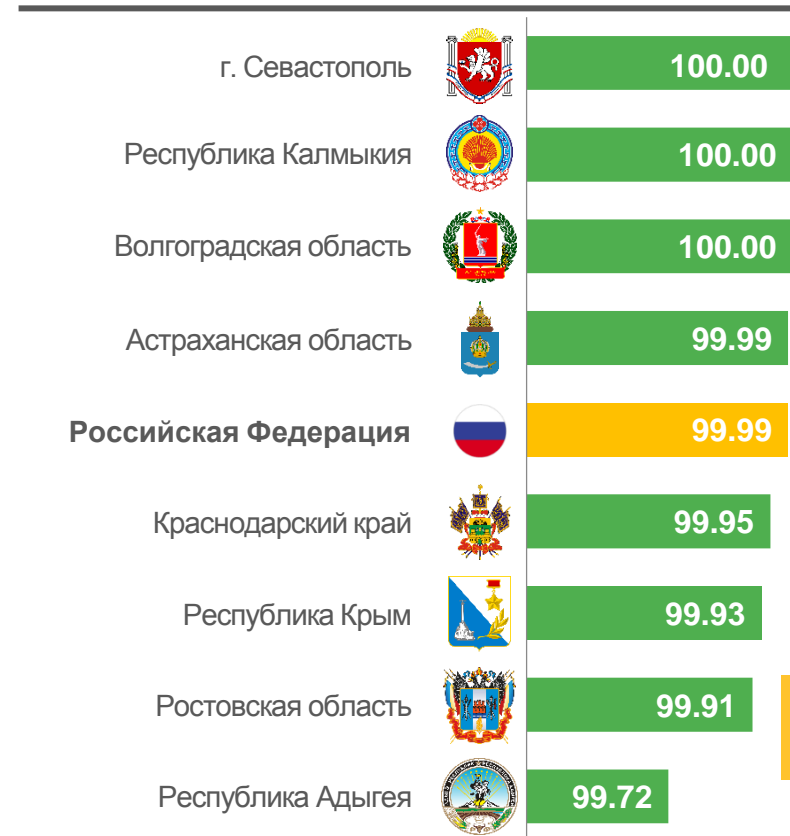 г. Севастополь 100.00
Республика Калмыкия 100.00
Волгоградская область 100.00
Астраханская область 99.99
Российская Федерация 99.99
Краснодарский край 99.95
Республика Крым 99.93
Ростовская область 99.91
Республика Адыгея 99.72